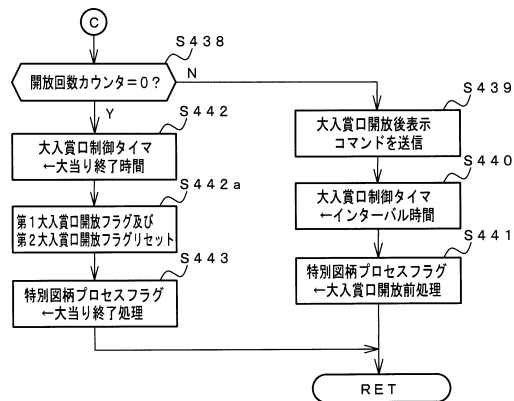 C
S438
開放回数カウンタ=0?
N
Y
S442
大入賞口制御タイマ
←大当り終了時間
S442a
第1大入賞口開放フラグ及び
第2大入賞口開放フラグリセット
S443
特別図柄プロセスフラグ
←大当り終了処理
S439
大入賞口開放後表示
コマンドを送信
S440
大入賞口制御タイマ
←インターバル時間
S441
特別図柄プロセスフラグ
←大入賞口開放前処理
RET